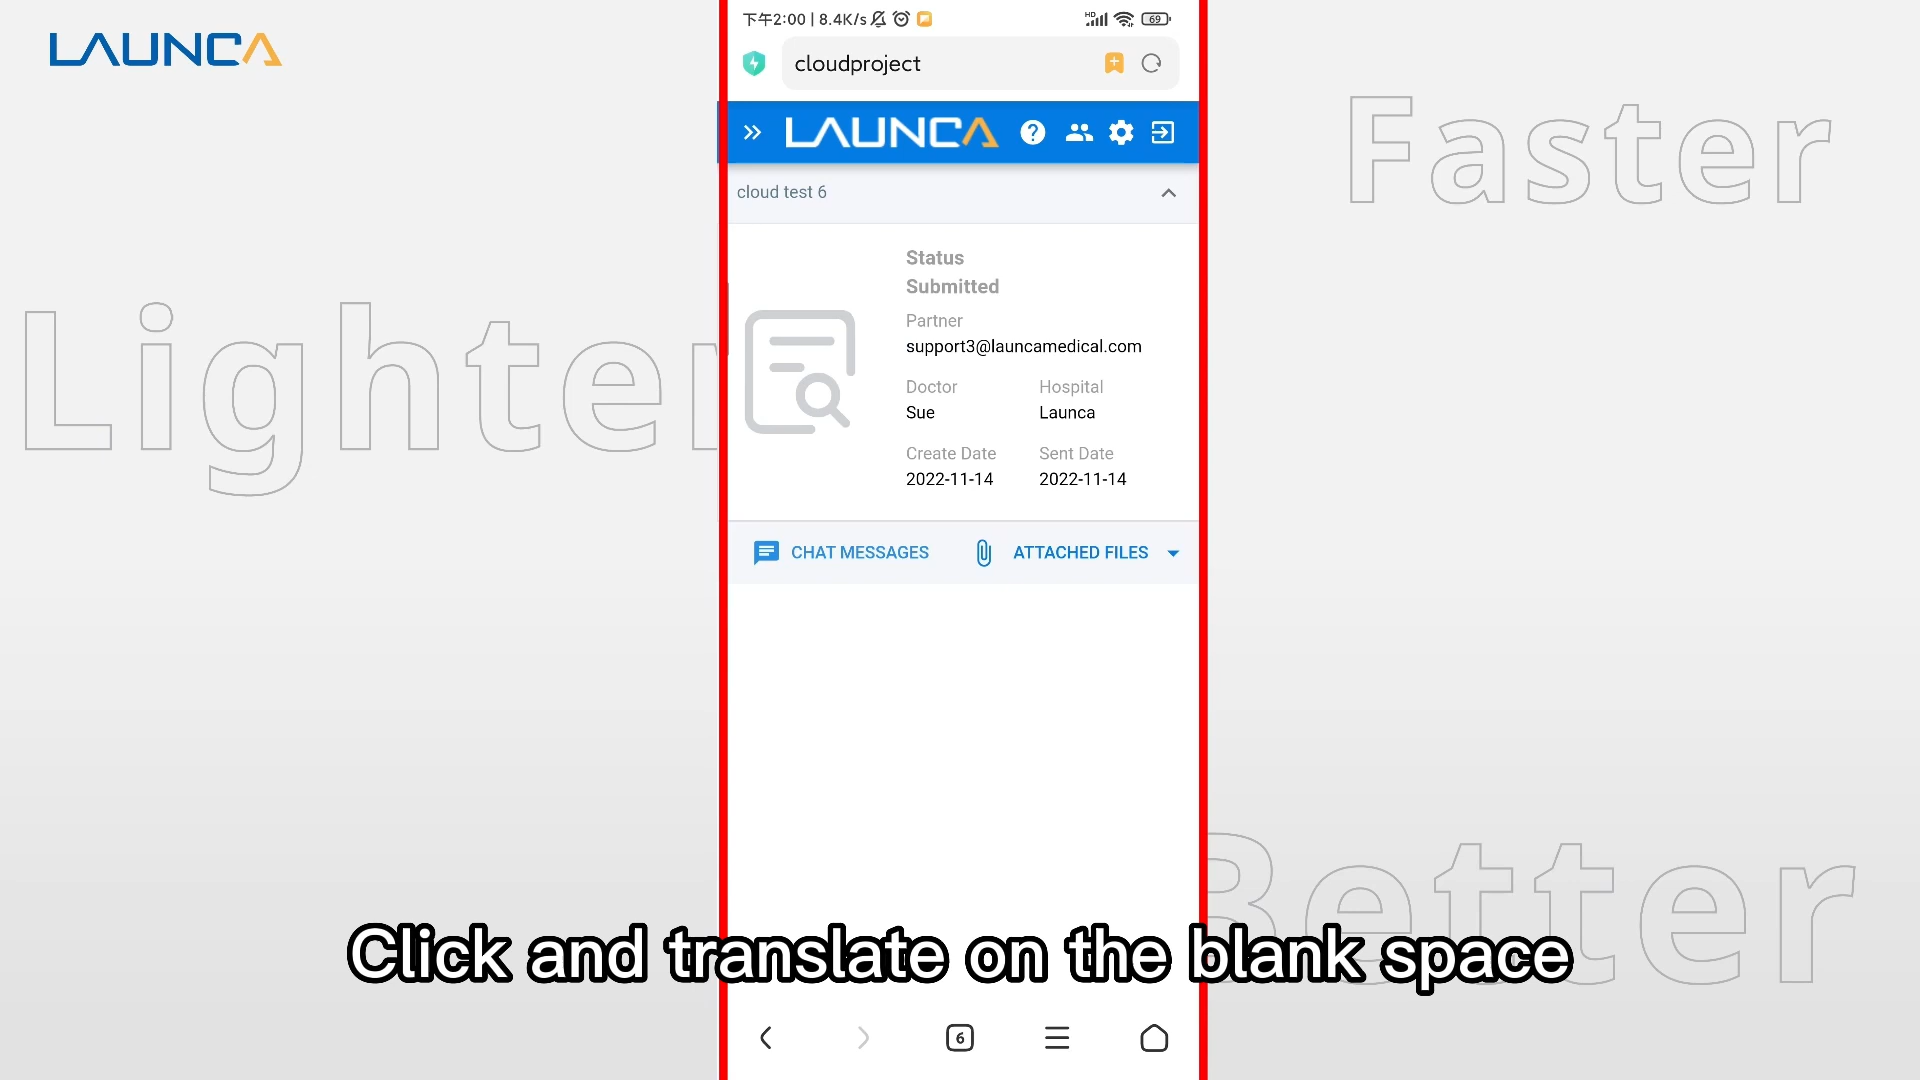 LAUNCA
Faster
Lighter
Better
下午2:00 | 8.4K/s
HD
69
cloudproject
LAUNCA
cloud test 6
Status
Submitted
Partner
support3@launcamedical.com
Doctor
Hospital
Sue
Launca
Create Date
Sent Date
2022-11-14
2022-11-14
CHAT MESSAGES
ATTACHED FILES
Click and translate on the blank space
6